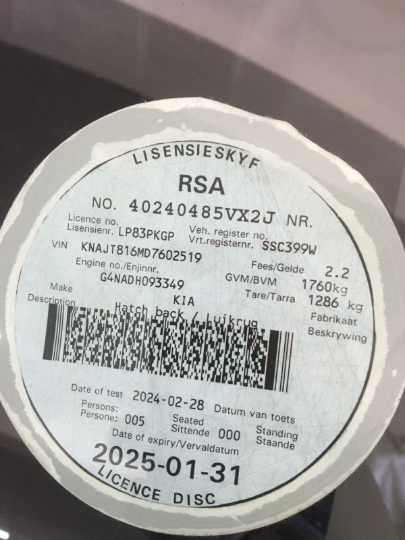 LISENSIESKYF
RSA
NO. 40240485VX2J NR.
Licence no. Veh. register no.
Lisensienr. LP83PKGP Vrt.registernr. SSC399W
VIN KNAJT816MD7602519 Fees/Gelde 2.2
Engine no./Enjinnr. GVM/BVM 1760kg
G4NADH093349 Tare/Tarra 1286 kg
Make KIA Fabrikaat
Description Hatch back / Luikrug Beskrywing
Date of test 2024-02-28 Datum van toets
Persons: Seated Standing
Persone: 005 Sittende 000 Staande
Date of expiry/Vervaldatum
2025-01-31
LICENCE DISC